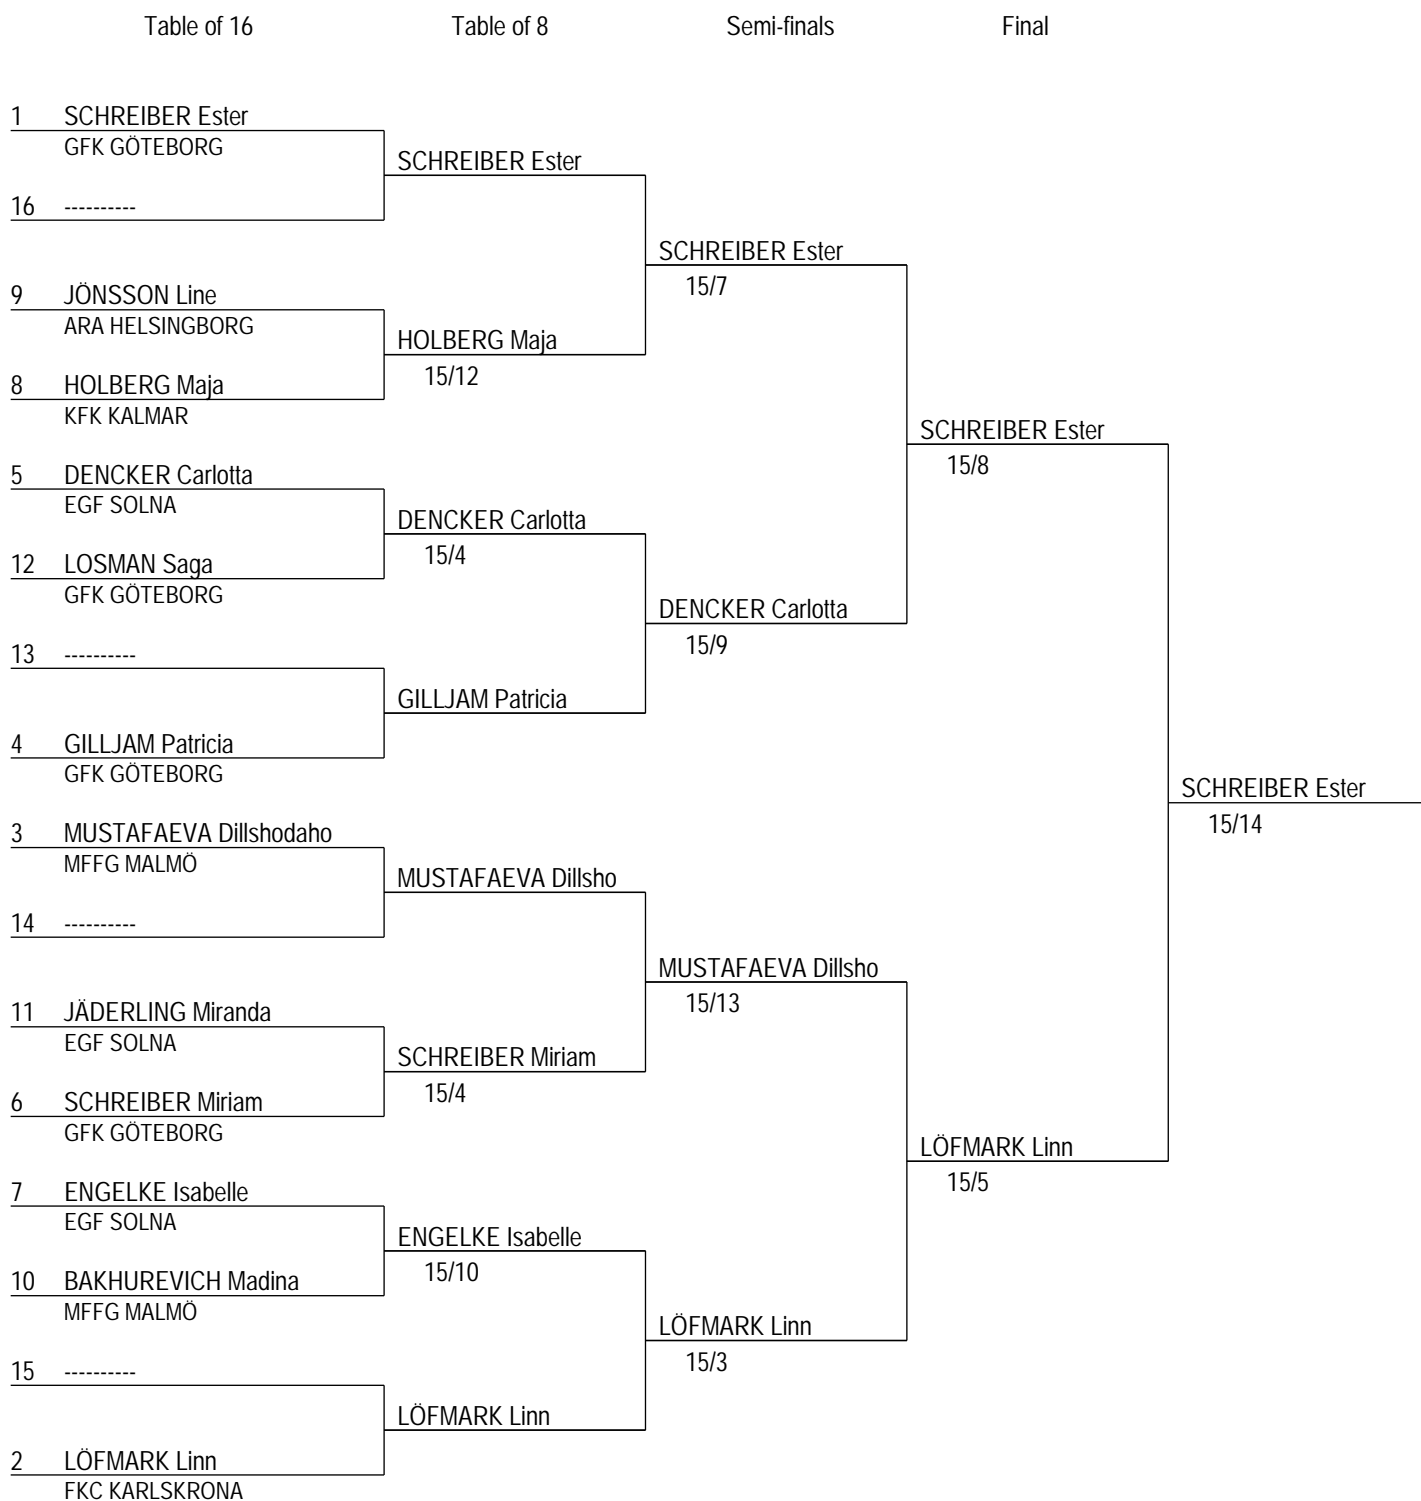 Table of 16 Table of 8 Semi-finals Final
1 SCHREIBER Ester
GFK GÖTEBORG
SCHREIBER Ester
16 ----------
SCHREIBER Ester
15/7
9 JÖNSSON Line
ARA HELSINGBORG
HOLBERG Maja
15/12
8 HOLBERG Maja
KFK KALMAR
SCHREIBER Ester
15/8
5 DENCKER Carlotta
EGF SOLNA
DENCKER Carlotta
15/4
12 LOSMAN Saga
GFK GÖTEBORG
DENCKER Carlotta
15/9
13 ----------
GILLJAM Patricia
4 GILLJAM Patricia
GFK GÖTEBORG
SCHREIBER Ester
15/14
3 MUSTAFAEVA Dillshodaho
MFFG MALMÖ
MUSTAFAEVA Dillsho
14 ----------
MUSTAFAEVA Dillsho
15/13
11 JÄDERLING Miranda
EGF SOLNA
SCHREIBER Miriam
15/4
6 SCHREIBER Miriam
GFK GÖTEBORG
LÖFMARK Linn
15/5
7 ENGELKE Isabelle
EGF SOLNA
ENGELKE Isabelle
15/10
10 BAKHUREVICH Madina
MFFG MALMÖ
LÖFMARK Linn
15/3
15 ----------
LÖFMARK Linn
2 LÖFMARK Linn
FKC KARLSKRONA